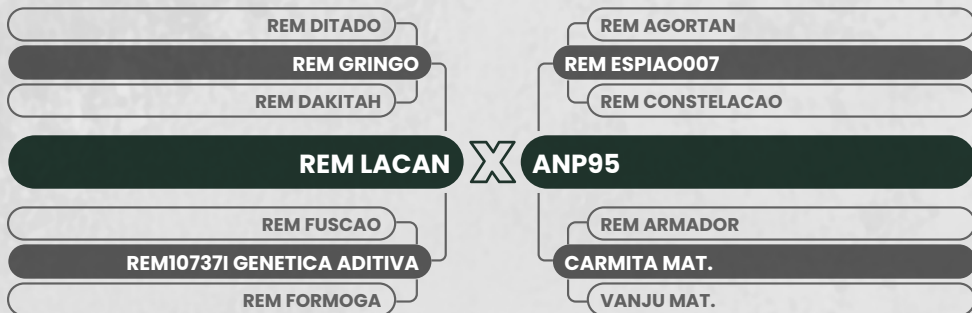 REM DITADO
REM GRINGO
REM DAKITAH
REM LACAN
REM FUSCAO
REM10737I GENETICA ADITIVA
REM FORMOGA
X
REM AGORTAN
REM ESPIAO007
REM CONSTELACAO
ANP95
REM ARMADOR
CARMITA MAT.
VANJU MAT.